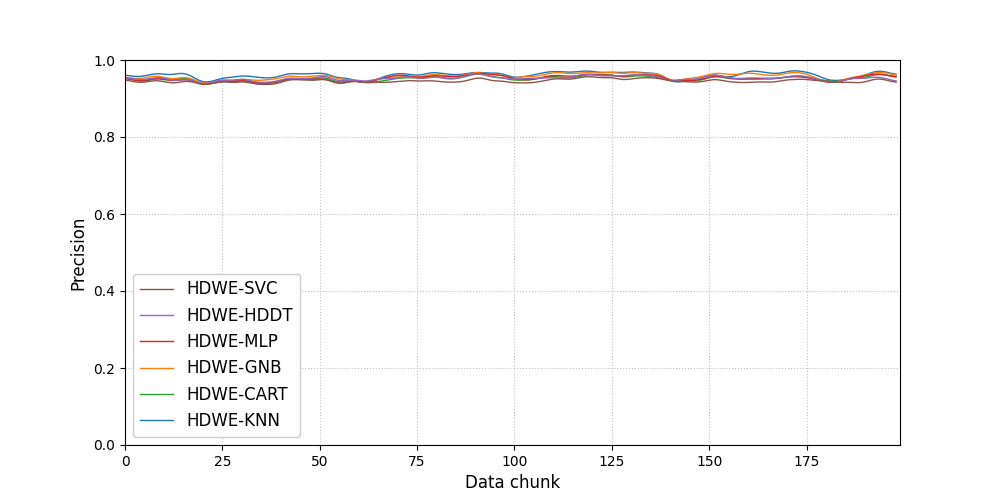 1.0
0.8
0.6
0.4
0.2
0.0
Precision
HDWE-SVC
HDWE-HDDT
HDWE-MLP
HDWE-GNB
HDWE-CART
HDWE-KNN
0 25 50 75 100 125 150 175
Data chunk